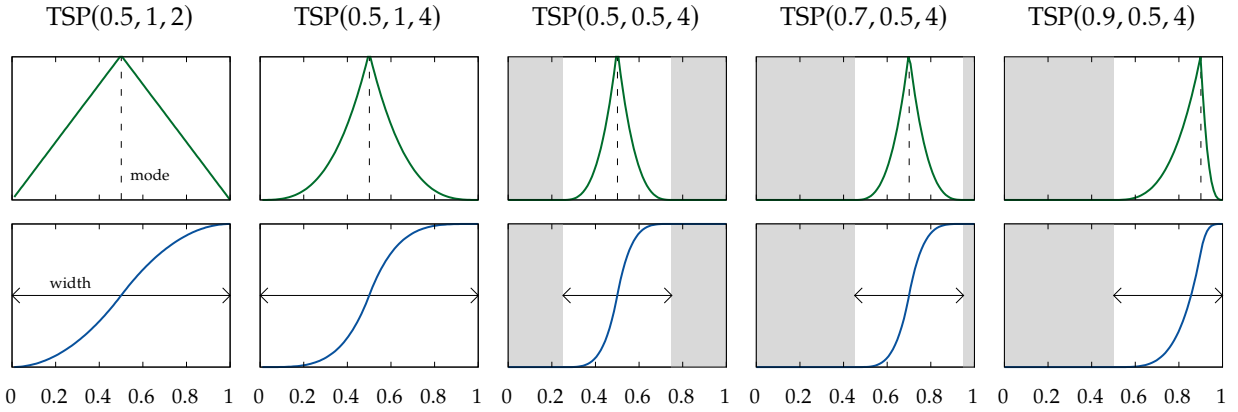 TSP(0.5, 1, 2) TSP(0.5, 1, 4) TSP(0.5, 0.5, 4) TSP(0.7, 0.5, 4) TSP(0.9, 0.5, 4)
mode
width
0 0.2 0.4 0.6 0.8 1 0 0.2 0.4 0.6 0.8 1 0 0.2 0.4 0.6 0.8 1 0 0.2 0.4 0.6 0.8 1 0 0.2 0.4 0.6 0.8 1